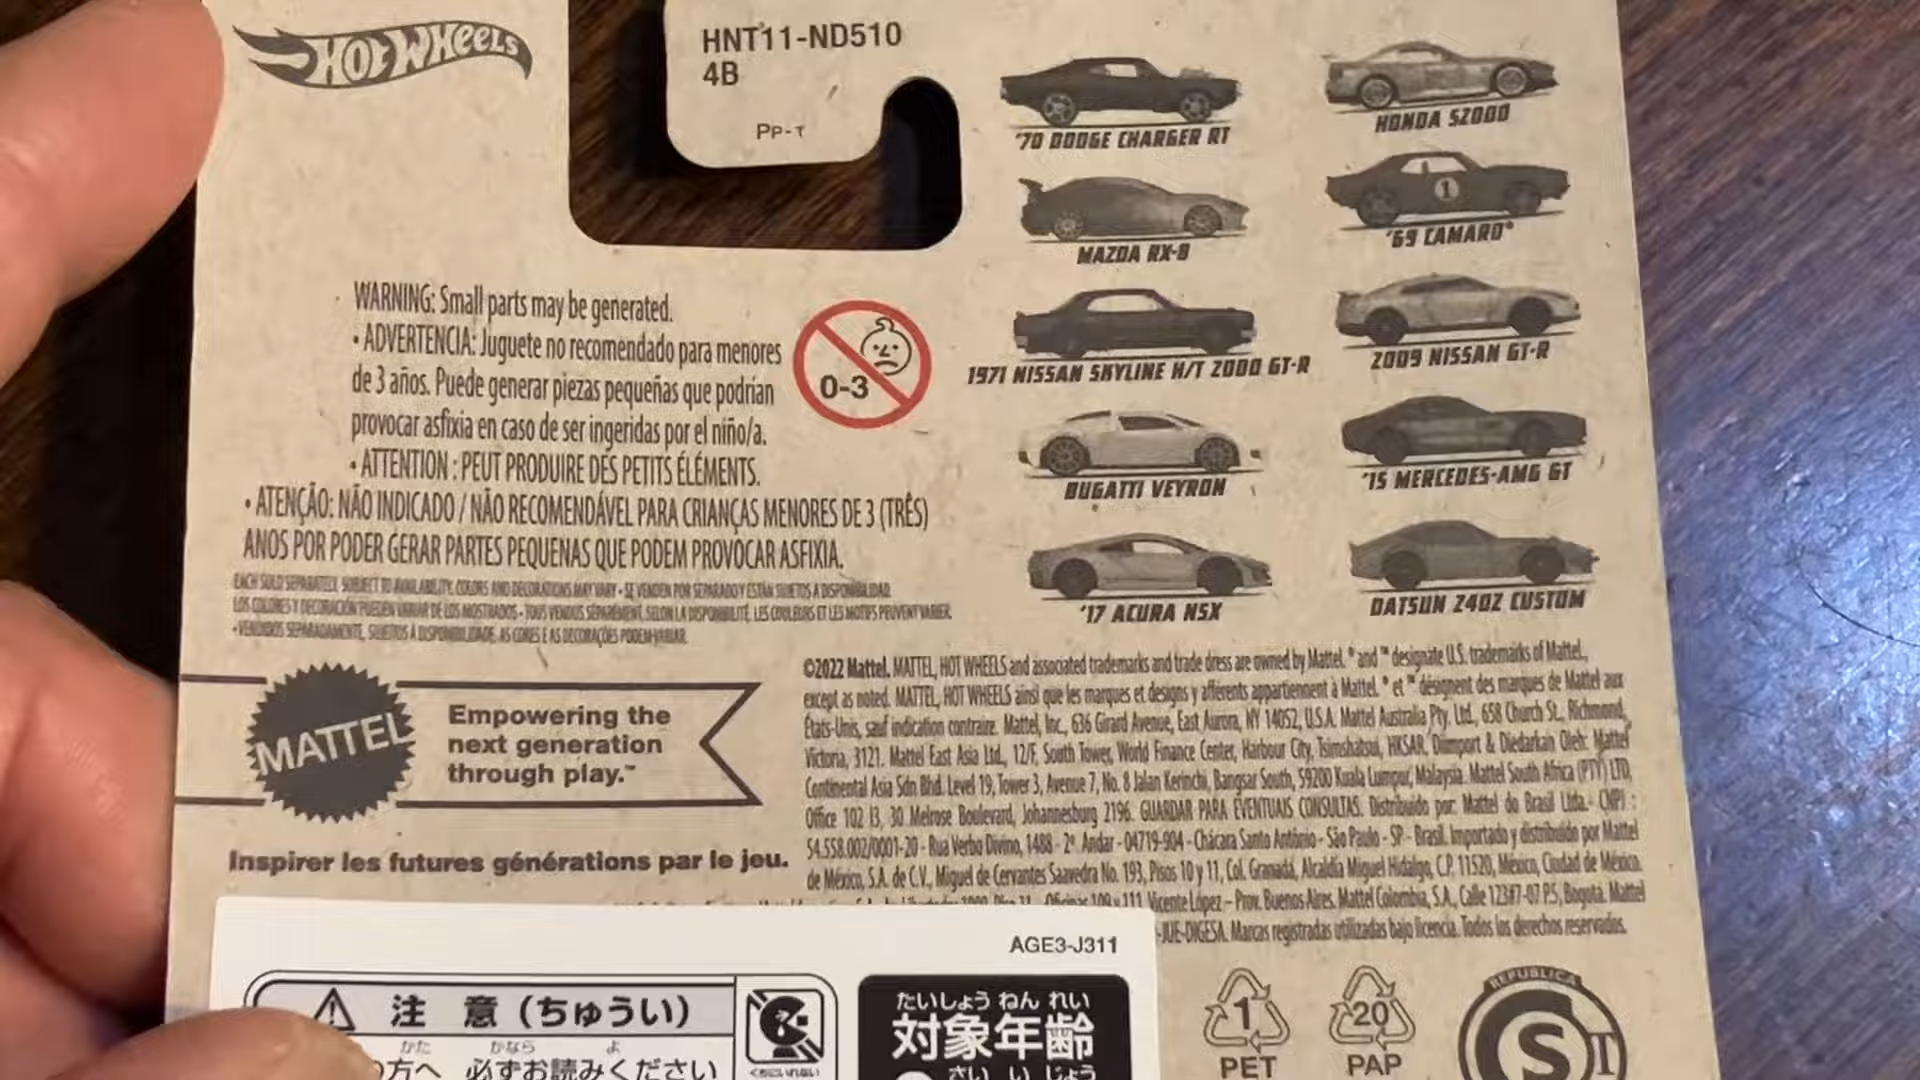 HOT WHEELS
HNT11-ND510
4B
PP-T
'70 DODGE CHARGER RT
HONDA S2000
MAZDA RX-8
1
'69 CAMARO®
1971 NISSAN SKYLINE H/T 2000 GT-R
2009 NISSAN GT-R
BUGATTI VEYRON
'15 MERCEDES-AMG GT
'17 ACURA NSX
DATSUN 240Z CUSTOM
WARNING: Small parts may be generated.
• ADVERTENCIA: Juguete no recomendado para menores
de 3 años. Puede generar piezas pequeñas que podrían
provocar asfixia en caso de ser ingeridas por el niño/a.
• ATTENTION : PEUT PRODUIRE DES PETITS ÉLÉMENTS.
0-3
• ATENÇÃO: NÃO INDICADO / NÃO RECOMENDÁVEL PARA CRIANÇAS MENORES DE 3 (TRÊS)
ANOS POR PODER GERAR PARTES PEQUENAS QUE PODEM PROVOCAR ASFIXIA.
EACH SOLD SEPARATELY. SUBJECT TO AVAILABILITY. COLORS AND DECORATIONS MAY VARY • SE VENDEN POR SEPARADO Y ESTÁN SUJETOS A DISPONIBILIDAD.
LOS COLORES Y DECORACIÓN PUEDEN VARIAR DE LOS MOSTRADOS • TOUS VENDUS SÉPARÉMENT, SELON LA DISPONIBILITÉ. LES COULEURS ET LES MOTIFS PEUVENT VARIER.
• VENDIDOS SEPARADAMENTE, SUJEITOS À DISPONIBILIDADE. AS CORES E AS DECORAÇÕES PODEM VARIAR.
MATTEL
Empowering the
next generation
through play.™
Inspirer les futures générations par le jeu.
©2022 Mattel. MATTEL, HOT WHEELS and associated trademarks and trade dress are owned by Mattel. ® and ™ designate U.S. trademarks of Mattel,
except as noted. MATTEL, HOT WHEELS ainsi que les marques et designs y afférents appartiennent à Mattel. ® et ™ désignent des marques de Mattel aux
États-Unis, sauf indication contraire. Mattel, Inc., 636 Girard Avenue, East Aurora, NY 14052, U.S.A. Mattel Australia Pty. Ltd., 658 Church St., Richmond,
Victoria, 3121. Mattel East Asia Ltd., 12/F, South Tower, World Finance Center, Harbour City, Tsimshatsui, HKSAR. Diimport & Diedarkan Oleh: Mattel
Continental Asia Sdn Bhd. Level 19, Tower 3, Avenue 7, No. 8 Jalan Kerinchi, Bangsar South, 59200 Kuala Lumpur, Malaysia. Mattel South Africa (PTY) LTD,
Office 102 I3, 30 Melrose Boulevard, Johannesburg 2196. GUARDAR PARA EVENTUAIS CONSULTAS. Distribuído por: Mattel do Brasil Ltda.- CNPJ :
54.558.002/0001-20 - Rua Verbo Divino, 1488 - 2º Andar - 04719-904 - Chácara Santo Antônio - São Paulo - SP - Brasil. Importado y distribuido por Mattel
de México, S.A. de C.V., Miguel de Cervantes Saavedra No. 193, Pisos 10 y 11, Col. Granada, Alcaldía Miguel Hidalgo, C.P. 11520, México, Ciudad de México.
Vicente López – Prov. Buenos Aires. Mattel Colombia, S.A., Calle 123#7-07 P.5, Bogotá. Mattel
-JUE-DIGESA. Marcas registradas utilizadas bajo licencia. Todos los derechos reservados.
AGE3-J311
注 意 (ちゅうい)
かた かなら よ
方へ 必ずお読みください
くちにいれない
たいしょう ねん れい
対象年齢
さい い じょう
1
PET
20
PAP
REPUBLICA
S